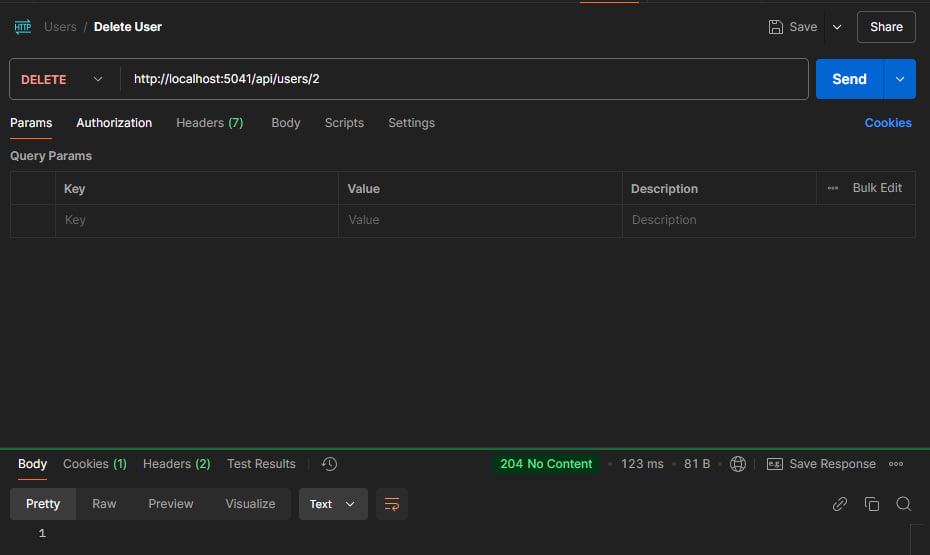 HTTP Users / Delete User Save Share
DELETE http://localhost:5041/api/users/2 Send
Params Authorization Headers (7) Body Scripts Settings Cookies
Query Params
Key Value Description Bulk Edit
Key Value Description
Body Cookies (1) Headers (2) Test Results 204 No Content 123 ms 81 B e.g. Save Response
Pretty Raw Preview Visualize Text
1